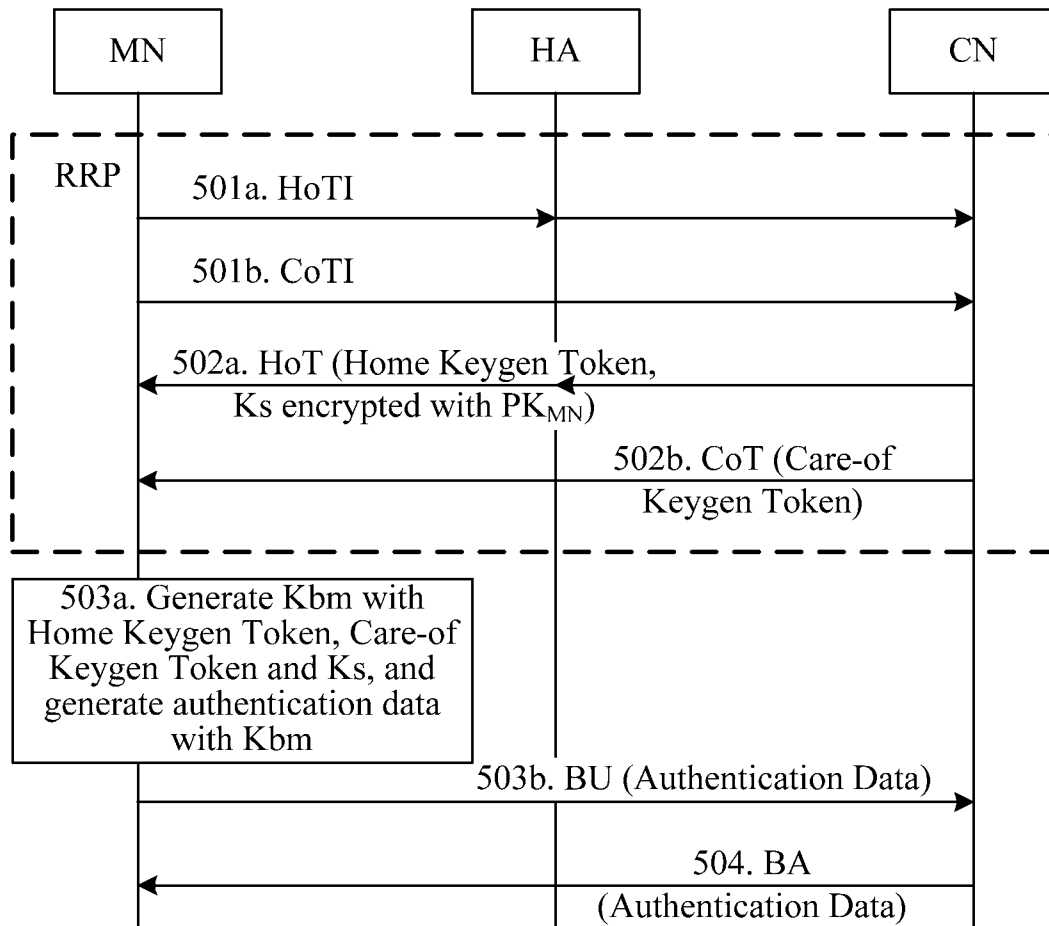 MN
HA
CN
RRP
501a. HoTI
501b. CoTI
502a. HoT (Home Keygen Token,
Ks encrypted with PKMN)
502b. CoT (Care-of
Keygen Token)
503a. Generate Kbm with
Home Keygen Token, Care-of
Keygen Token and Ks, and
generate authentication data
with Kbm
503b. BU (Authentication Data)
504. BA
(Authentication Data)